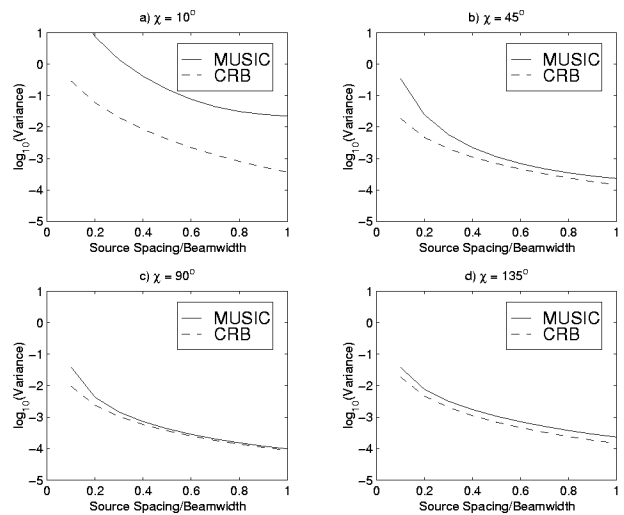 a) χ = 10°
1
0
−1
−2
−3
−4
−5
0
0.2
0.4
0.6
0.8
1
log10(Variance)
Source Spacing/Beamwidth
MUSIC
CRB
b) χ = 45°
1
0
−1
−2
−3
−4
−5
0
0.2
0.4
0.6
0.8
1
log10(Variance)
Source Spacing/Beamwidth
MUSIC
CRB
c) χ = 90°
1
0
−1
−2
−3
−4
−5
0
0.2
0.4
0.6
0.8
1
log10(Variance)
Source Spacing/Beamwidth
MUSIC
CRB
d) χ = 135°
1
0
−1
−2
−3
−4
−5
0
0.2
0.4
0.6
0.8
1
log10(Variance)
Source Spacing/Beamwidth
MUSIC
CRB